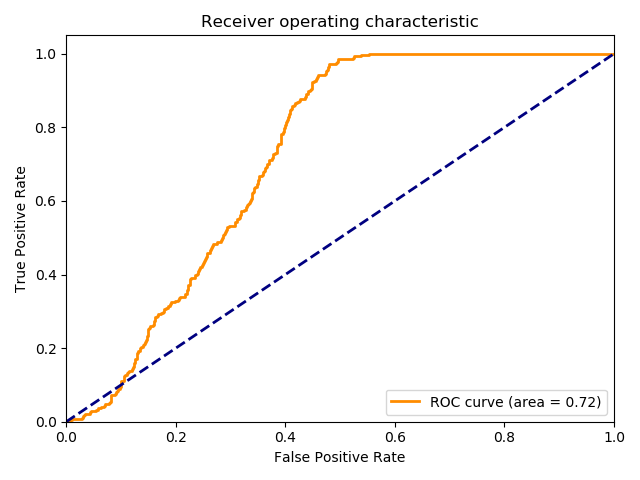 Receiver operating characteristic
1.0
0.8
0.6
0.4
0.2
0.0
True Positive Rate
ROC curve (area = 0.72)
0.0 0.2 0.4 0.6 0.8 1.0
False Positive Rate